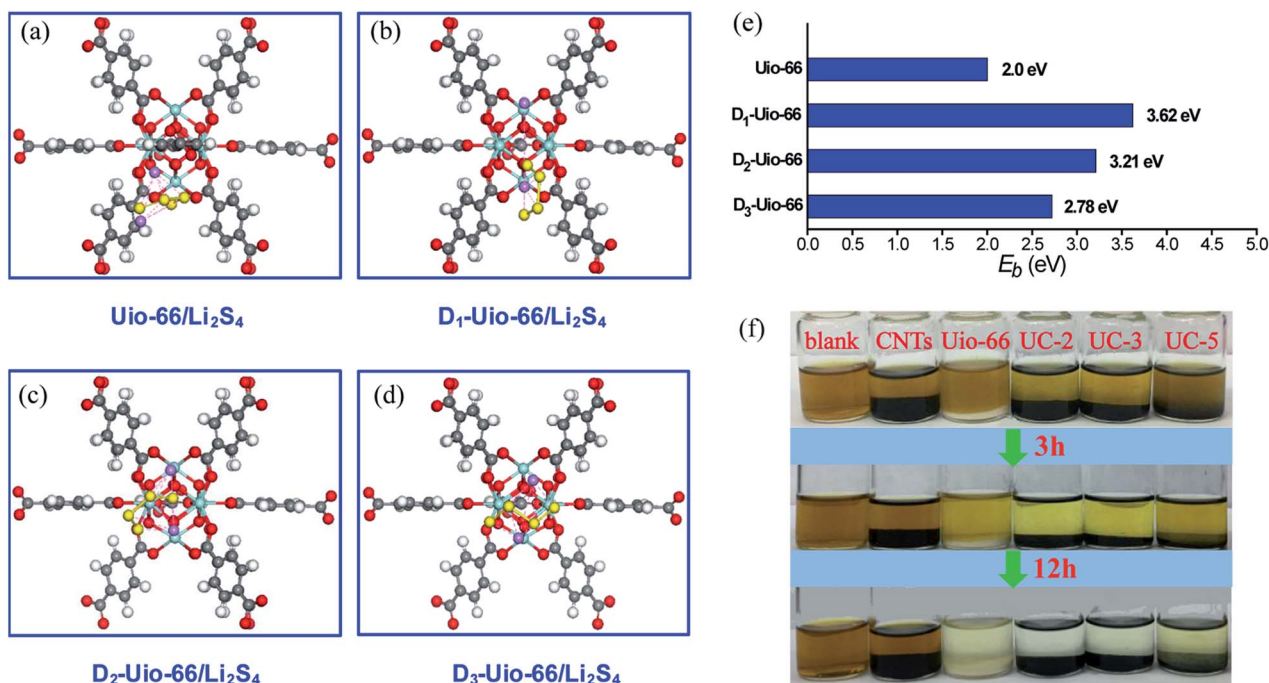 (a)
Uio-66/Li₂S₄
(b)
D₁-Uio-66/Li₂S₄
(c)
D₂-Uio-66/Li₂S₄
(d)
D₃-Uio-66/Li₂S₄
(e)
Uio-66 2.0 eV
D₁-Uio-66 3.62 eV
D₂-Uio-66 3.21 eV
D₃-Uio-66 2.78 eV
0.0 0.5 1.0 1.5 2.0 2.5 3.0 3.5 4.0 4.5 5.0
E_b (eV)
(f)
blank CNTs Uio-66 UC-2 UC-3 UC-5
3h
12h